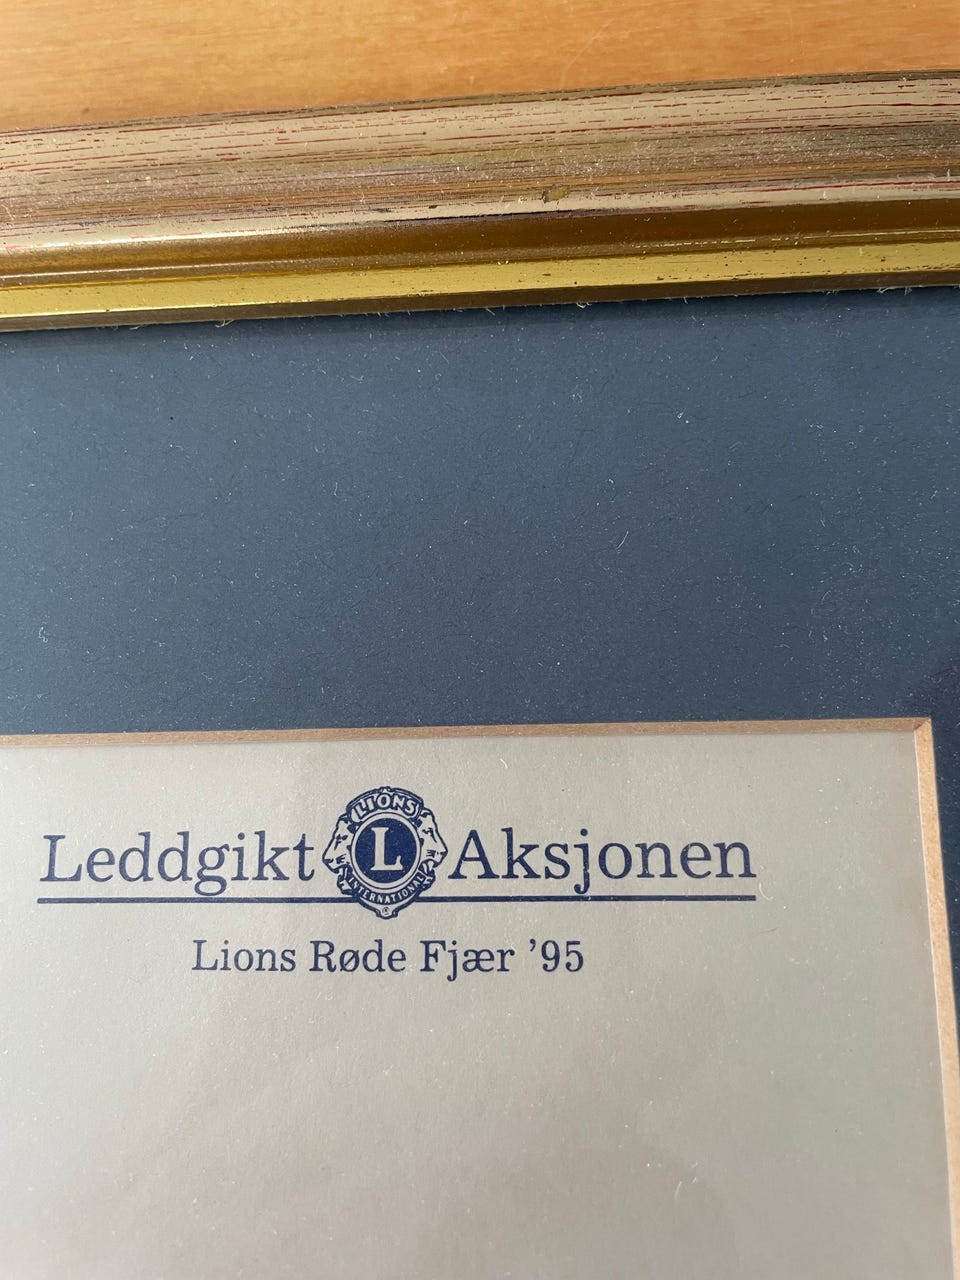 Leddgikt LIONS L INTERNATIONAL Aksjonen
Lions Røde Fjær ’95